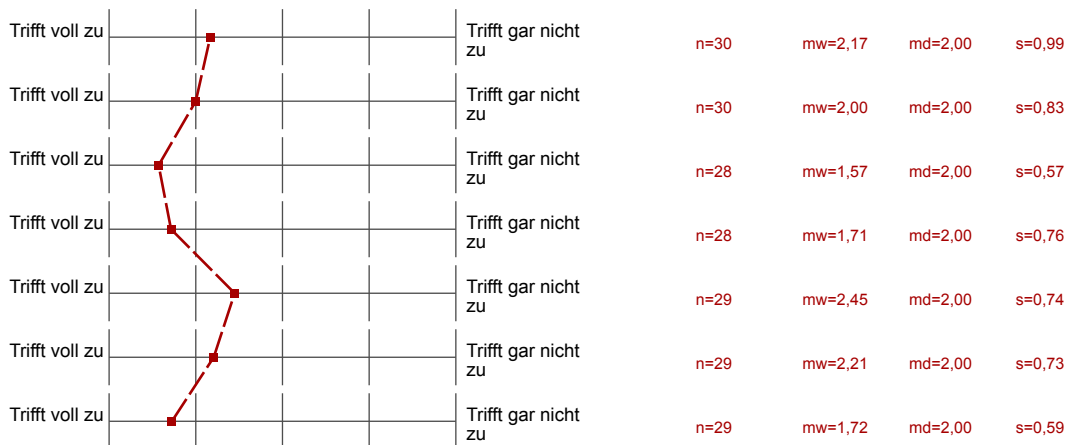 Trifft voll zu Trifft gar nicht zu n=30 mw=2,17 md=2,00 s=0,99
Trifft voll zu Trifft gar nicht zu n=30 mw=2,00 md=2,00 s=0,83
Trifft voll zu Trifft gar nicht zu n=28 mw=1,57 md=2,00 s=0,57
Trifft voll zu Trifft gar nicht zu n=28 mw=1,71 md=2,00 s=0,76
Trifft voll zu Trifft gar nicht zu n=29 mw=2,45 md=2,00 s=0,74
Trifft voll zu Trifft gar nicht zu n=29 mw=2,21 md=2,00 s=0,73
Trifft voll zu Trifft gar nicht zu n=29 mw=1,72 md=2,00 s=0,59